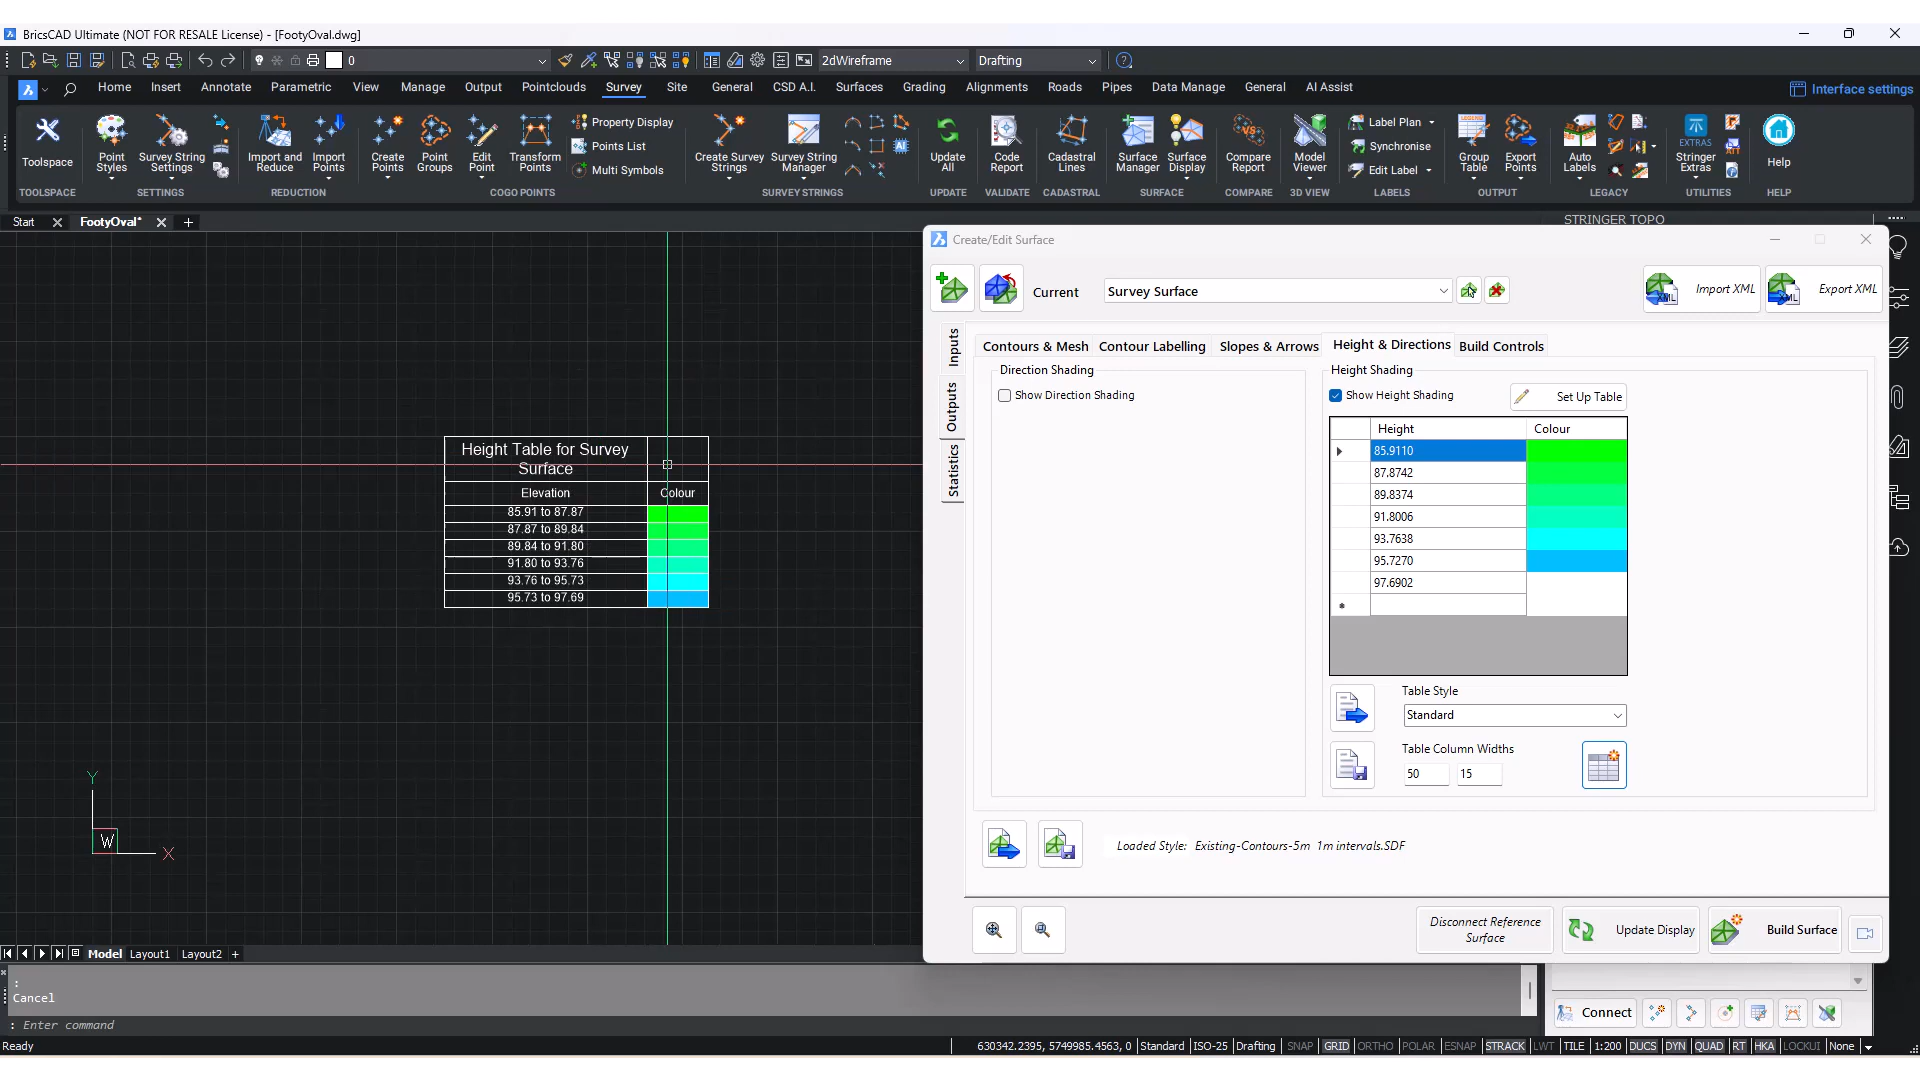 BricsCAD Ultimate (NOT FOR RESALE License) - [FootyOval.dwg]
0
2dWireframe
Drafting
Home Insert Annotate Parametric View Manage Output Pointclouds Survey Site General CSD A.I. Surfaces Grading Alignments Roads Pipes Data Manage General AI Assist
Interface settings
Toolspace
TOOLSPACE
Point Styles
Survey String Settings
SETTINGS
Import and Reduce
Import Points
REDUCTION
Create Points
Point Groups
Edit Point
Transform Points
Property Display
Points List
Multi Symbols
COGO POINTS
Create Survey Strings
Survey String Manager
SURVEY STRINGS
Update All
UPDATE
Code Report
VALIDATE
Cadastral Lines
CADASTRAL
Surface Manager
Surface Display
SURFACE
Compare Report
COMPARE
Model Viewer
3D VIEW
Label Plan
Synchronise
Edit Label
LABELS
Group Table
Export Points
OUTPUT
Auto Labels
LEGACY
EXTRAS
Stringer Extras
UTILITIES
Help
HELP
Start
FootyOval*
STRINGER TOPO
Create/Edit Surface
Current
Survey Surface
XML
Import XML
XML
Export XML
Inputs
Outputs
Statistics
Contours & Mesh
Contour Labelling
Slopes & Arrows
Height & Directions
Build Controls
Direction Shading
Show Direction Shading
Height Shading
Show Height Shading
Set Up Table
Height Colour
85.9110
87.8742
89.8374
91.8006
93.7638
95.7270
97.6902
Table Style
Standard
Table Column Widths
50 15
Loaded Style: Existing-Contours-5m 1m intervals.SDF
Disconnect Reference
Surface
Update Display
Build Surface
Height Table for Survey
Surface
Elevation Colour
85.91 to 87.87
87.87 to 89.84
89.84 to 91.80
91.80 to 93.76
93.76 to 95.73
95.73 to 97.69
Y
W
X
Model Layout1 Layout2 +
:
Cancel
: Enter command
Connect
Ready
630342.2395, 5749985.4563, 0 Standard ISO-25 Drafting SNAP GRID ORTHO POLAR ESNAP STRACK LWT TILE 1:200 DUCS DYN QUAD RT HKA LOCKUI None